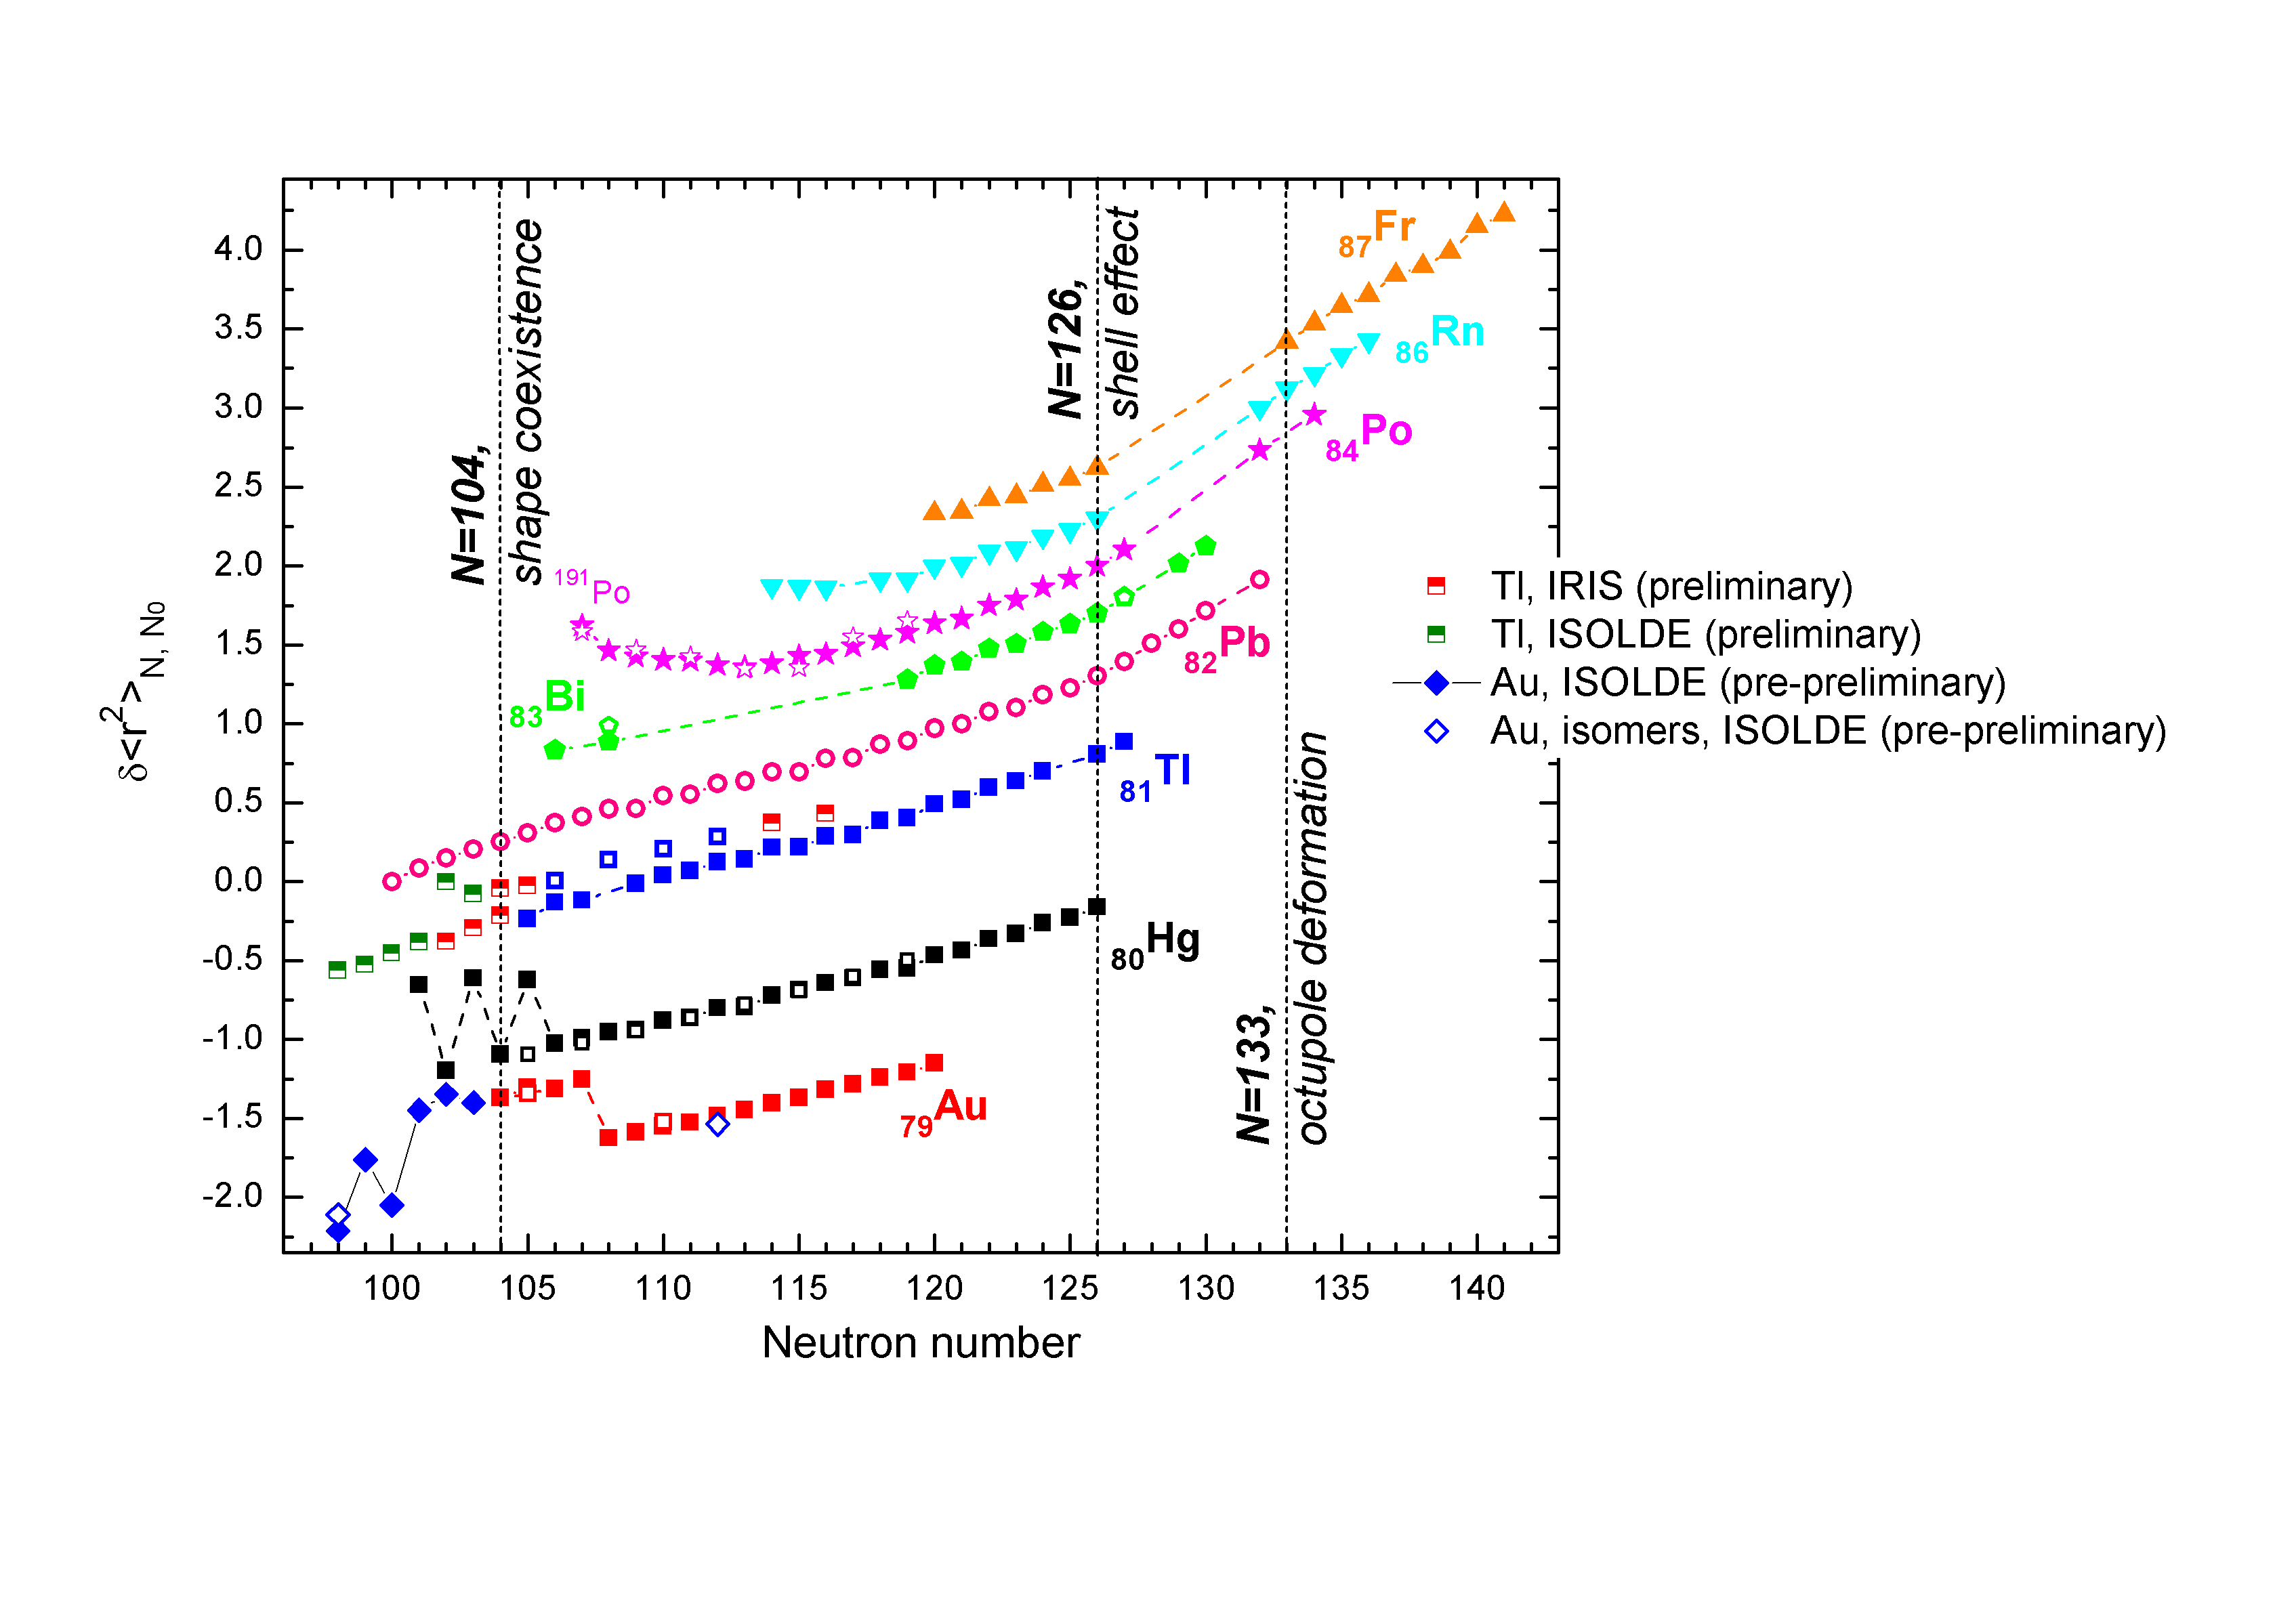 4.0
3.5
3.0
2.5
2.0
1.5
1.0
0.5
0.0
-0.5
-1.0
-1.5
-2.0
δ<r2>N, N0
100 105 110 115 120 125 130 135 140
Neutron number
N=104,
shape coexistence
N=126,
shell effect
N=133,
octupole deformation
87Fr
86Rn
84Po
191Po
83Bi
82Pb
81Tl
80Hg
79Au
Tl, IRIS (preliminary)
Tl, ISOLDE (preliminary)
Au, ISOLDE (pre-preliminary)
Au, isomers, ISOLDE (pre-preliminary)